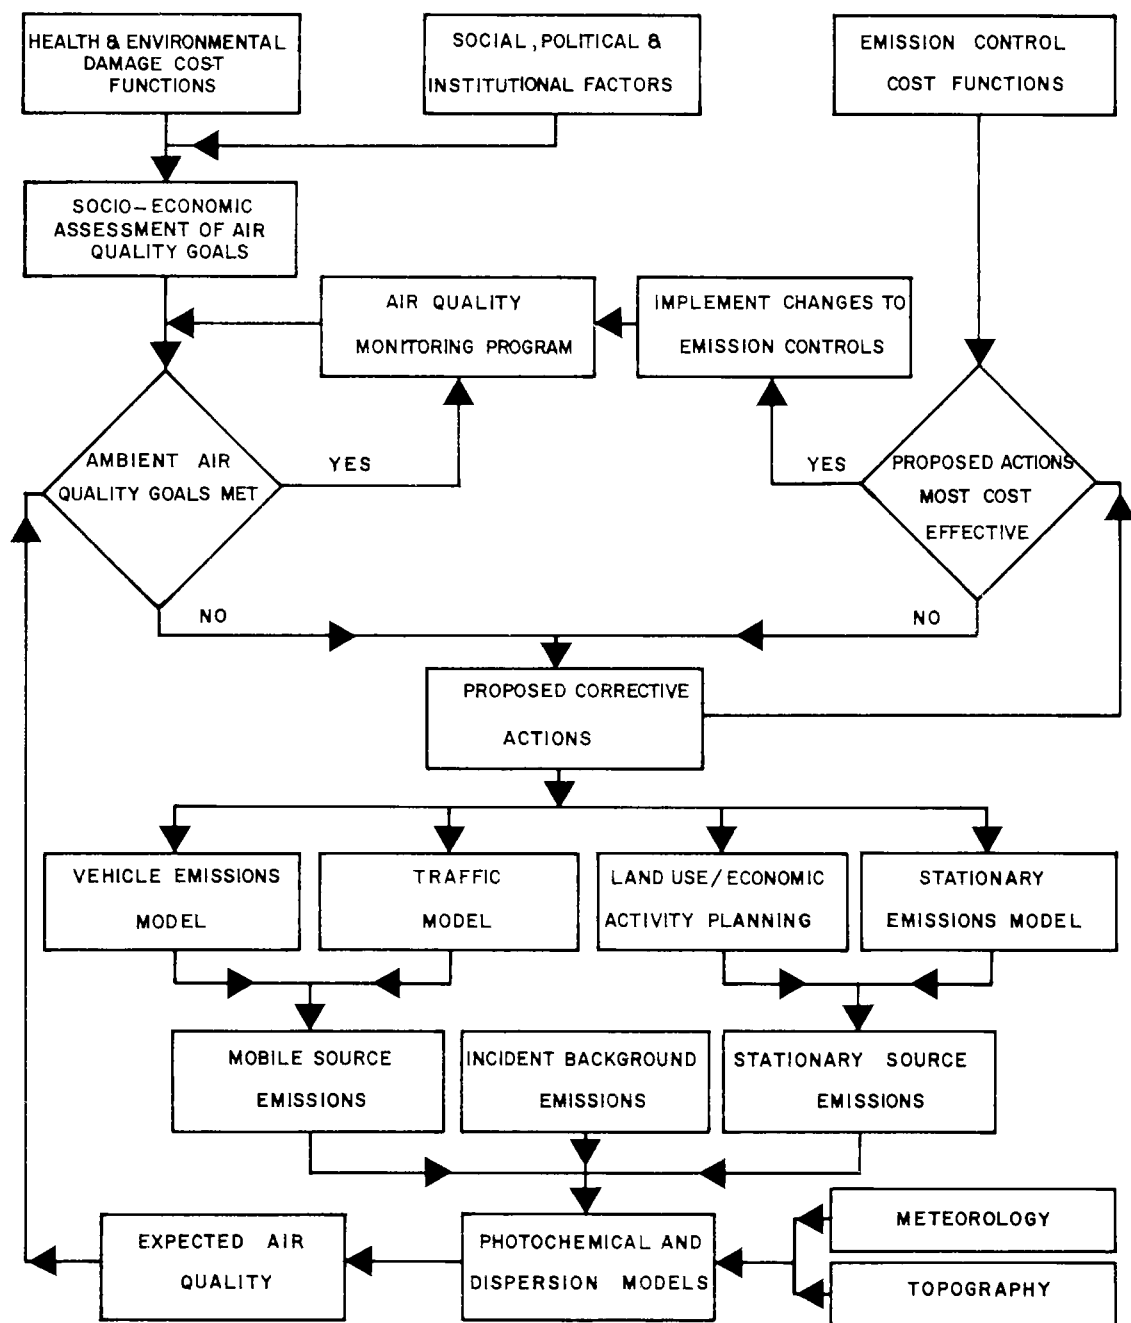 HEALTH & ENVIRONMENTAL
DAMAGE COST
FUNCTIONS
SOCIAL, POLITICAL &
INSTITUTIONAL FACTORS
EMISSION CONTROL
COST FUNCTIONS
SOCIO-ECONOMIC
ASSESSMENT OF AIR
QUALITY GOALS
AIR QUALITY
MONITORING PROGRAM
IMPLEMENT CHANGES TO
EMISSION CONTROLS
AMBIENT AIR
QUALITY GOALS MET
YES
YES
PROPOSED ACTIONS
MOST COST
EFFECTIVE
NO
NO
PROPOSED CORRECTIVE
ACTIONS
VEHICLE EMISSIONS
MODEL
TRAFFIC
MODEL
LAND USE/ECONOMIC
ACTIVITY PLANNING
STATIONARY
EMISSIONS MODEL
MOBILE SOURCE
EMISSIONS
INCIDENT BACKGROUND
EMISSIONS
STATIONARY SOURCE
EMISSIONS
EXPECTED AIR
QUALITY
PHOTOCHEMICAL AND
DISPERSION MODELS
METEOROLOGY
TOPOGRAPHY